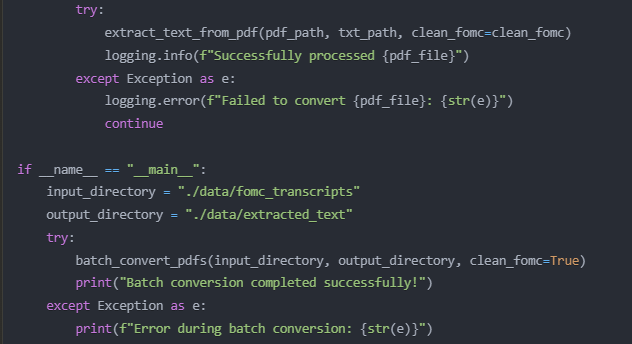 try:
extract_text_from_pdf(pdf_path, txt_path, clean_fomc=clean_fomc)
logging.info(f"Successfully processed {pdf_file}")
except Exception as e:
logging.error(f"Failed to convert {pdf_file}: {str(e)}")
continue
if __name__ == "__main__":
input_directory = "./data/fomc_transcripts"
output_directory = "./data/extracted_text"
try:
batch_convert_pdfs(input_directory, output_directory, clean_fomc=True)
print("Batch conversion completed successfully!")
except Exception as e:
print(f"Error during batch conversion: {str(e)}")